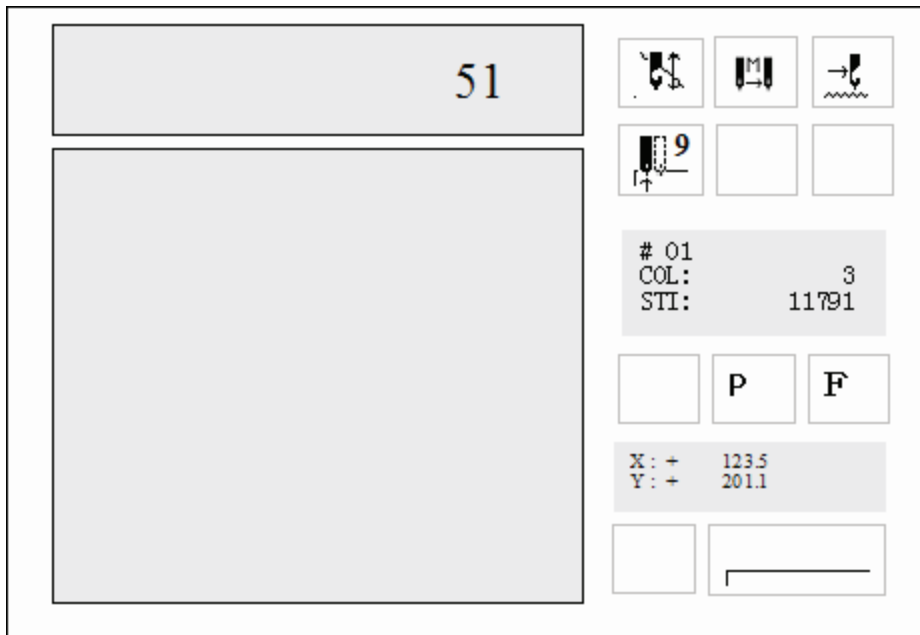 51
M
9
# 01
COL: 3
STI: 11791
P F
X : + 123.5
Y : + 201.1